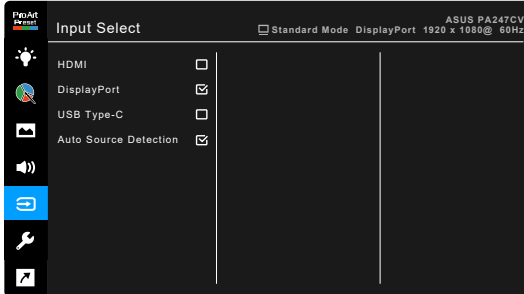 ProArt
Preset
Input Select
ASUS PA247CV
Standard Mode DisplayPort 1920 x 1080@ 60Hz
HDMI
DisplayPort
USB Type-C
Auto Source Detection